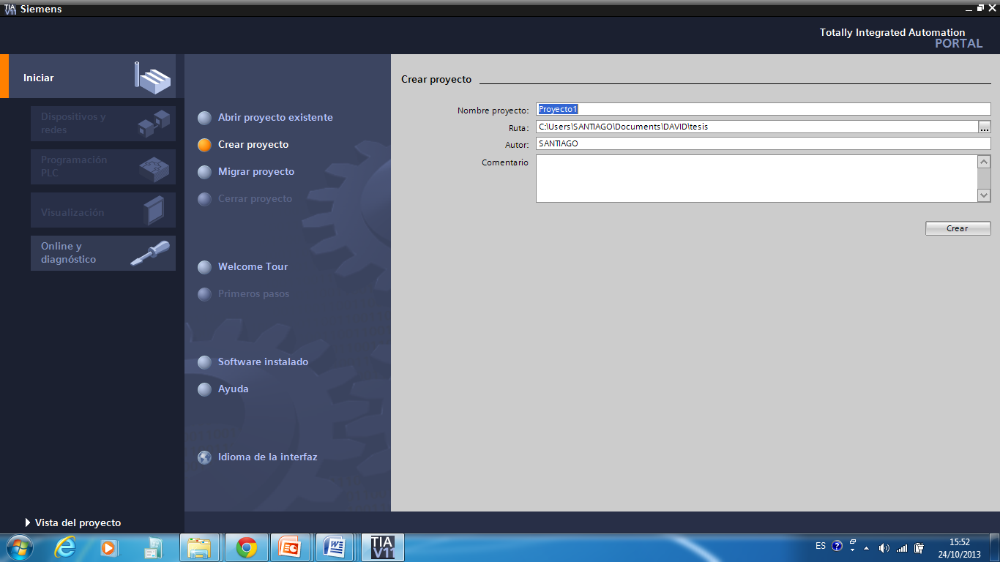 TIA
V11
Siemens
Totally Integrated Automation
PORTAL
Iniciar
Dispositivos y
redes
Programación
PLC
Visualización
Online y
diagnóstico
Abrir proyecto existente
Crear proyecto
Migrar proyecto
Cerrar proyecto
Welcome Tour
Primeros pasos
Software instalado
Ayuda
Idioma de la interfaz
Crear proyecto
Nombre proyecto: Proyecto1
Ruta: C:\Users\SANTIAGO\Documents\DAVID\tesis ...
Autor: SANTIAGO
Comentario
Crear
Vista del proyecto
TIA
V11
ES
15:52
24/10/2013